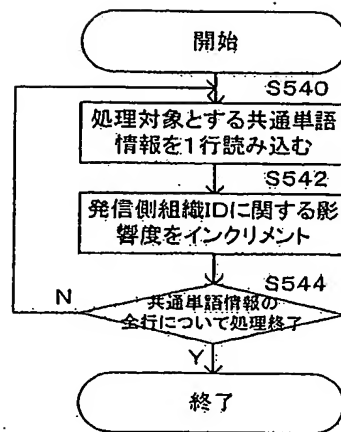 開始
S540
処理対象とする共通単語
情報を1行読み込む
S542
発信側組織IDに関する影
響度をインクリメント
S544
共通単語情報の
全行について処理終了
N
Y
終了